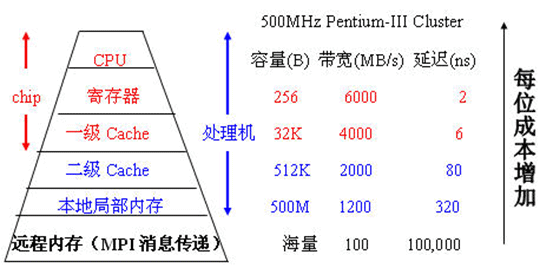 500MHz Pentium-III Cluster
CPU 容量(B) 带宽(MB/s) 延迟(ns)
chip 寄存器 256 6000 2
一级 Cache 处理机 32K 4000 6
二级 Cache 512K 2000 80
本地局部内存 500M 1200 320
远程内存（MPI 消息传递） 海量 100 100,000
每位成本增加